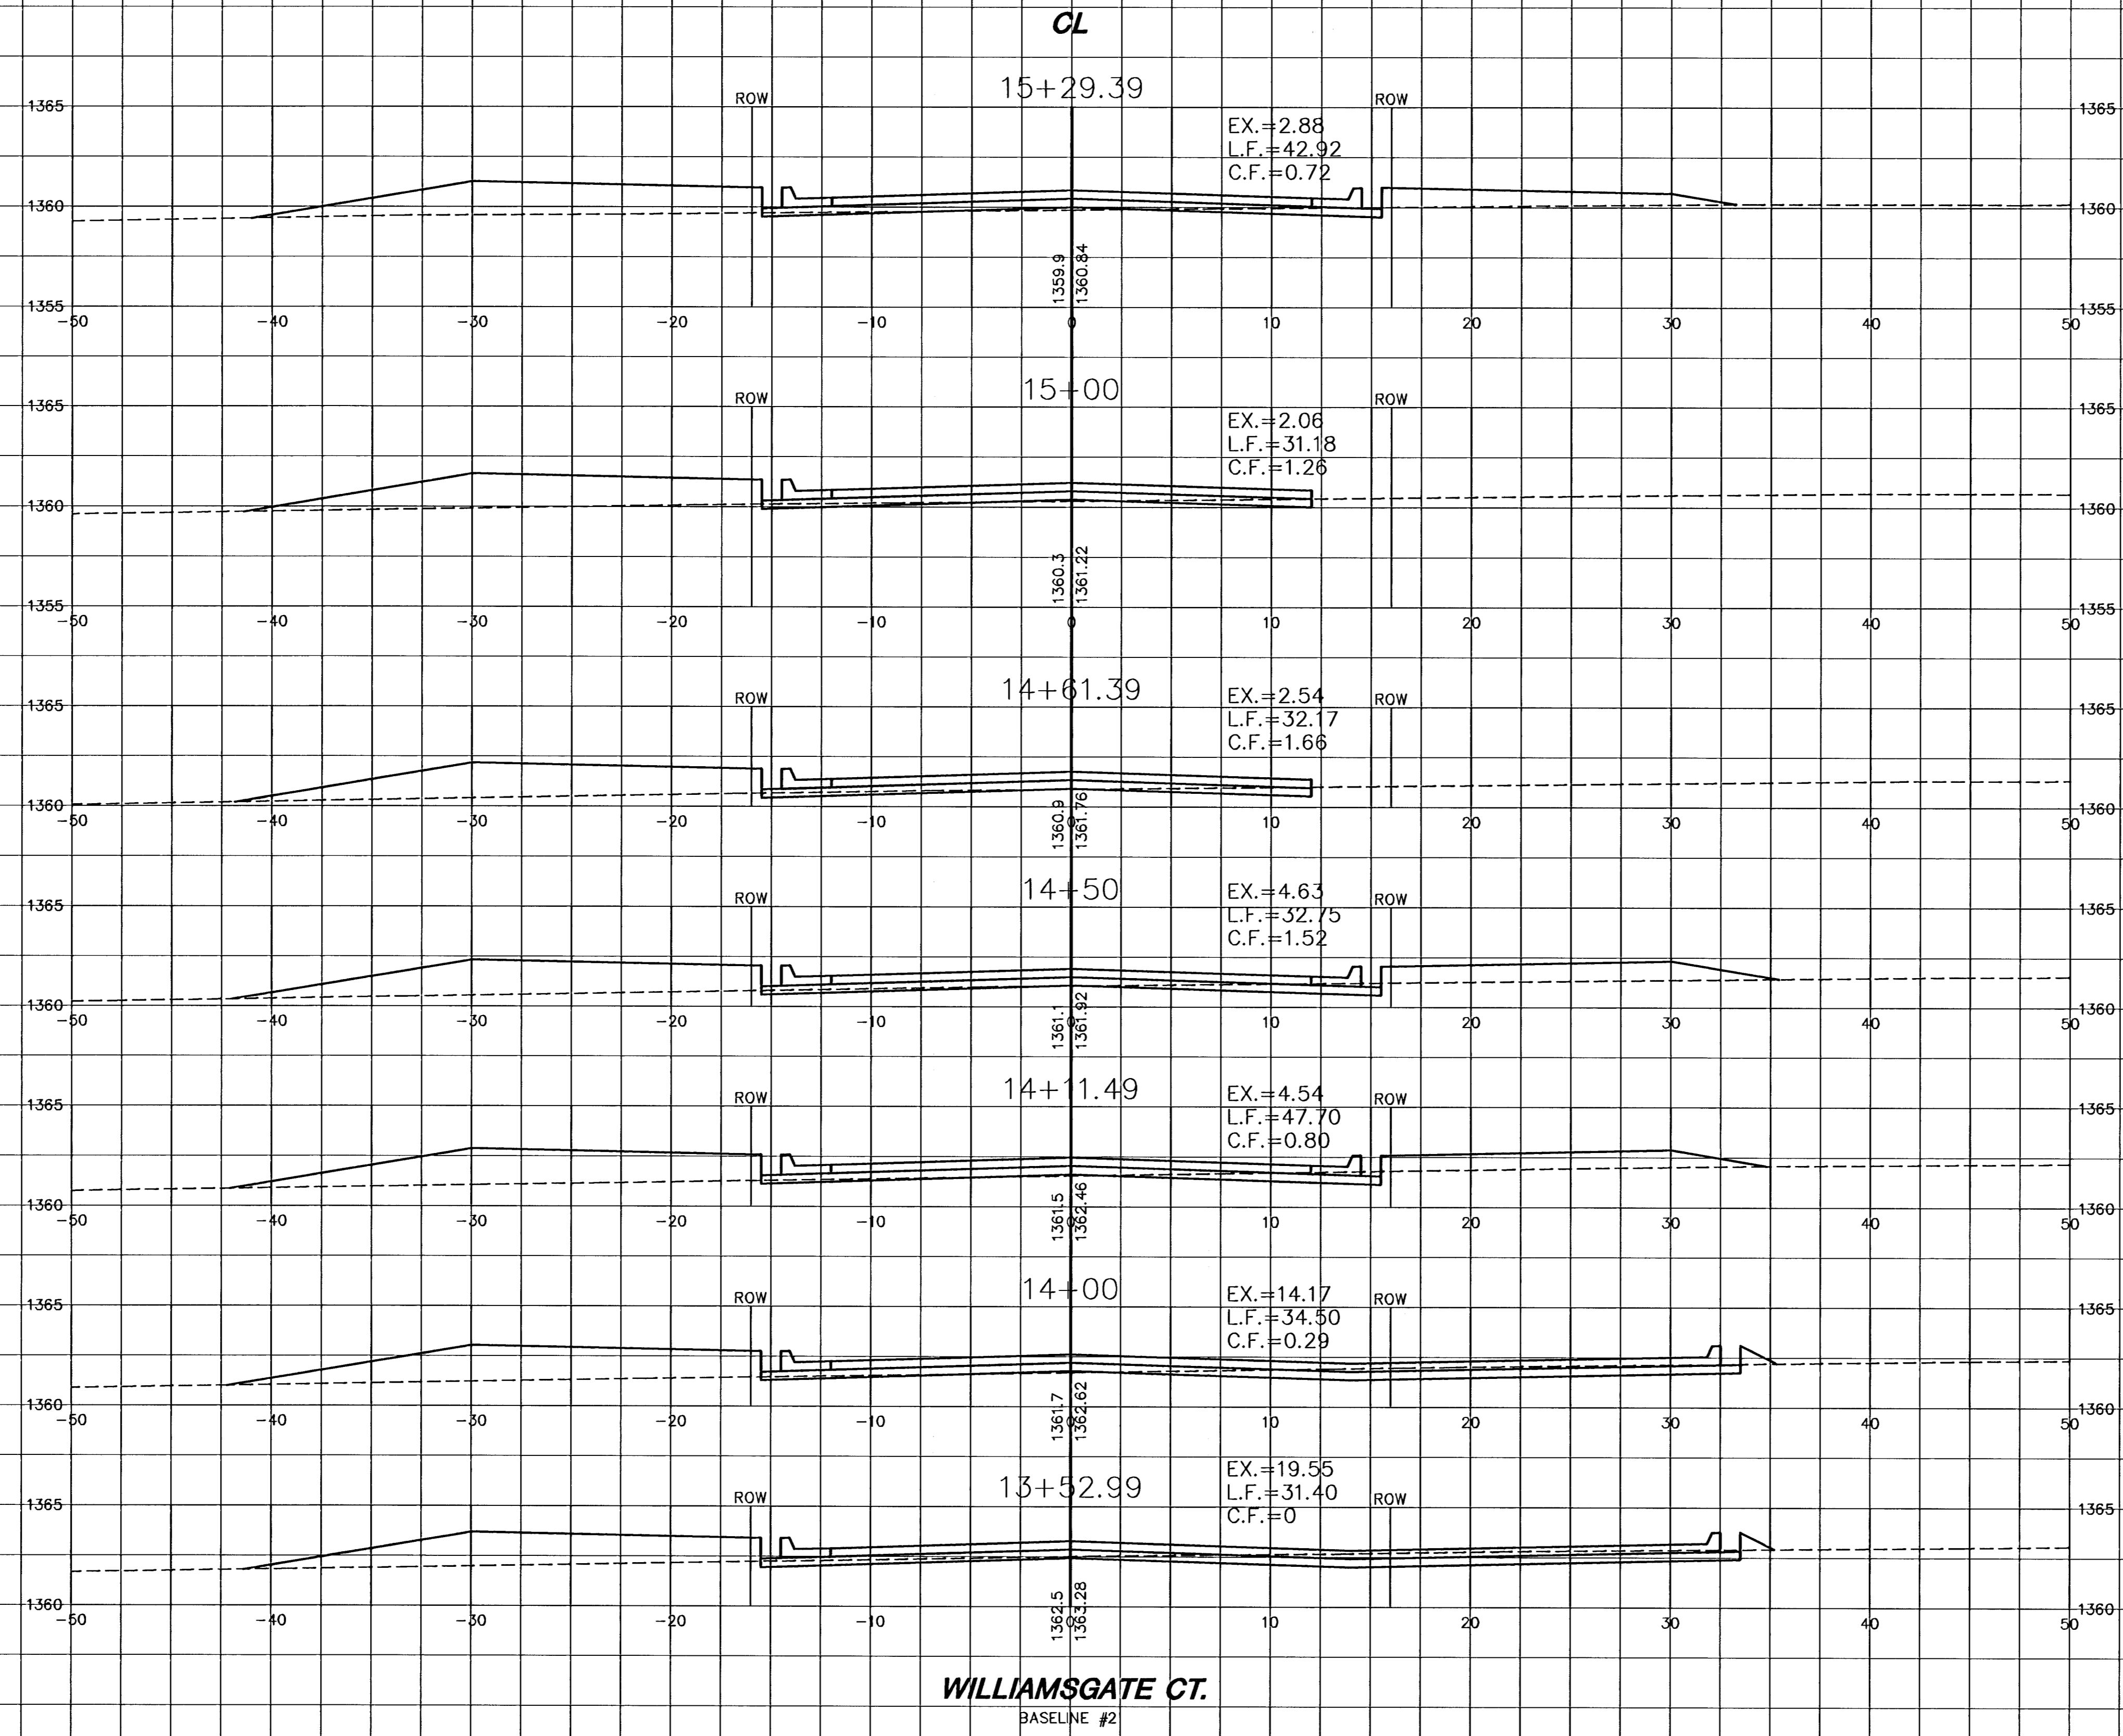 CL
15+29.39
ROW ROW
EX.=2.88
L.F.=42.92
C.F.=0.72
1365 1365
1360 1360
1359.9 1360.84
1355 1355
-50 -40 -30 -20 -10 0 10 20 30 40 50
15+00
ROW ROW
EX.=2.06
L.F.=31.18
C.F.=1.26
1365 1365
1360 1360
1360.3 1361.22
1355 1355
-50 -40 -30 -20 -10 0 10 20 30 40 50
14+61.39
ROW ROW
EX.=2.54
L.F.=32.17
C.F.=1.66
1365 1365
1360 1360
1360.9 1361.76
-50 -40 -30 -20 -10 0 10 20 30 40 50
14+50
ROW ROW
EX.=4.63
L.F.=32.75
C.F.=1.52
1365 1365
1360 1360
1361.1 1361.92
-50 -40 -30 -20 -10 0 10 20 30 40 50
14+11.49
ROW ROW
EX.=4.54
L.F.=47.70
C.F.=0.80
1365 1365
1360 1360
1361.5 1362.46
-50 -40 -30 -20 -10 0 10 20 30 40 50
14+00
ROW ROW
EX.=14.17
L.F.=34.50
C.F.=0.29
1365 1365
1360 1360
1361.7 1362.62
-50 -40 -30 -20 -10 0 10 20 30 40 50
13+52.99
ROW ROW
EX.=19.55
L.F.=31.40
C.F.=0
1365 1365
1360 1360
1362.5 1363.28
-50 -40 -30 -20 -10 0 10 20 30 40 50
WILLIAMSGATE CT.
BASELINE #2